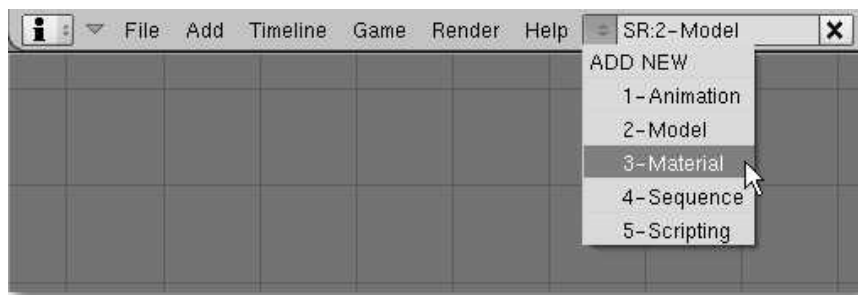 File Add Timeline Game Render Help SR:2-Model
ADD NEW
1-Animation
2-Model
3-Material
4-Sequence
5-Scripting